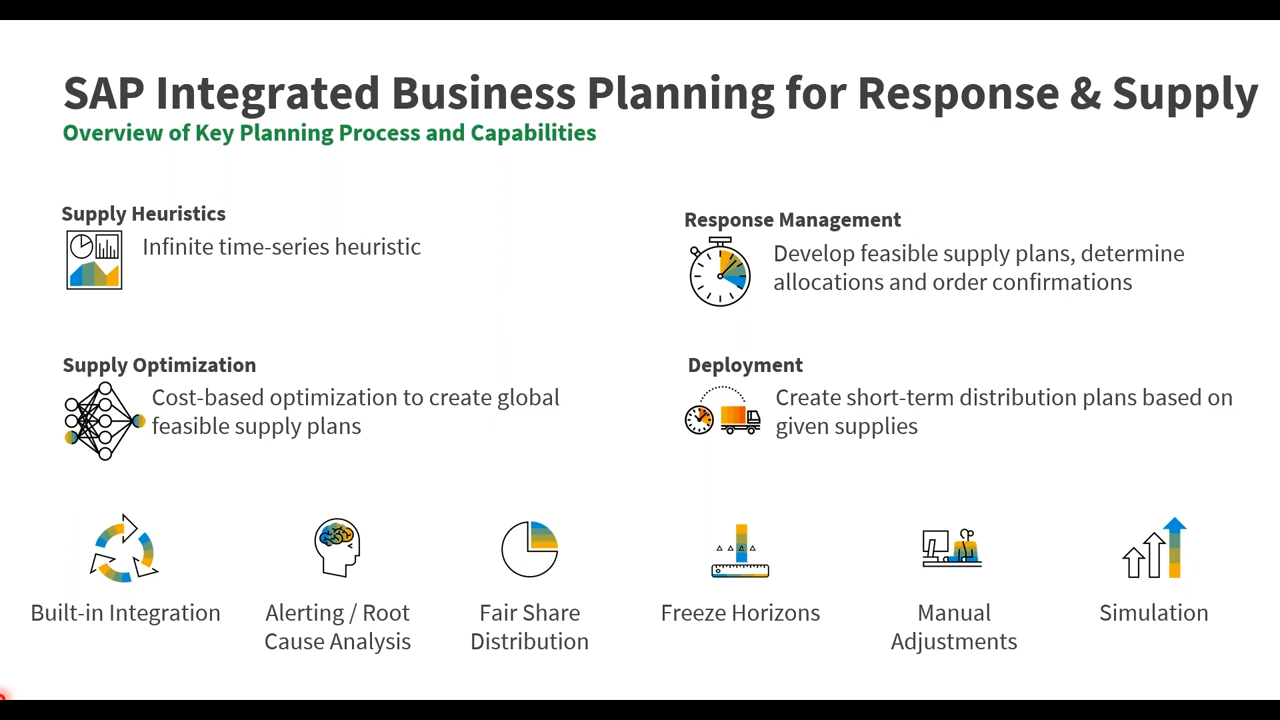 SAP Integrated Business Planning for Response & Supply
Overview of Key Planning Process and Capabilities
Supply Heuristics
Infinite time-series heuristic
Response Management
Develop feasible supply plans, determine
allocations and order confirmations
Supply Optimization
Cost-based optimization to create global
feasible supply plans
Deployment
Create short-term distribution plans based on
given supplies
Built-in Integration
Alerting / Root
Cause Analysis
Fair Share
Distribution
Freeze Horizons
Manual
Adjustments
Simulation